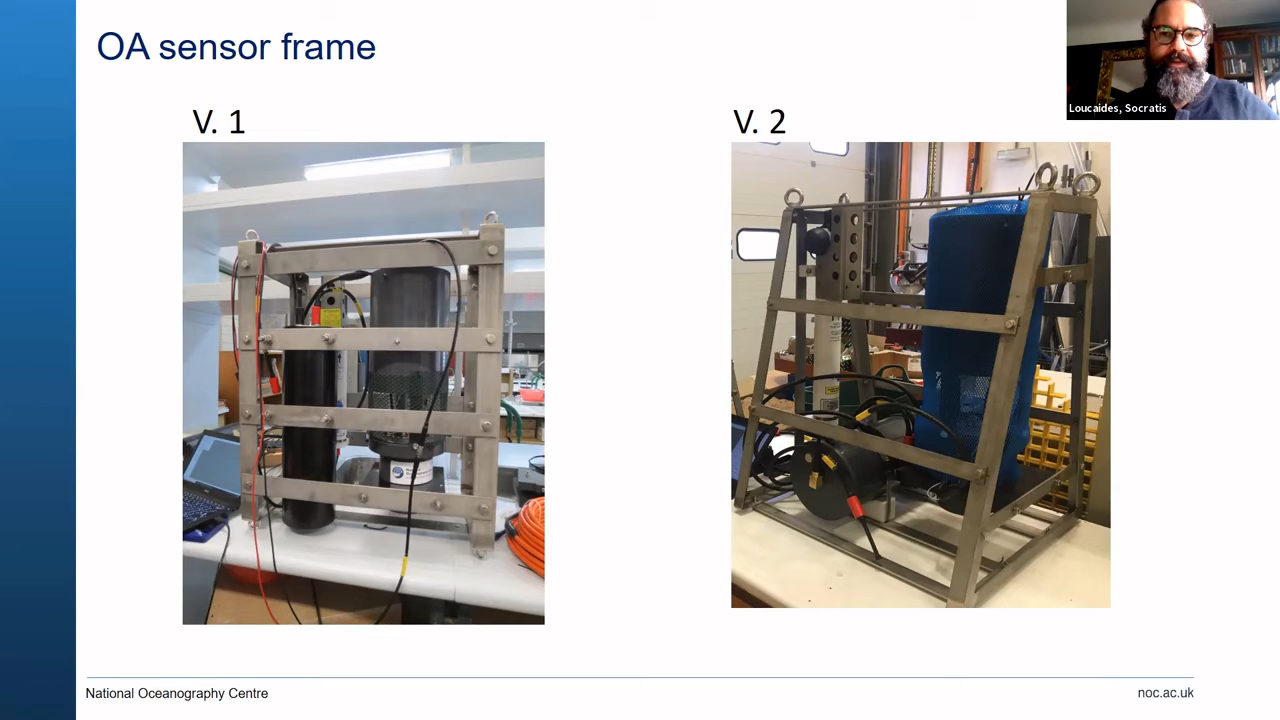 OA sensor frame
Loucaides, Socratis
V. 1
V. 2
National Oceanography Centre
noc.ac.uk